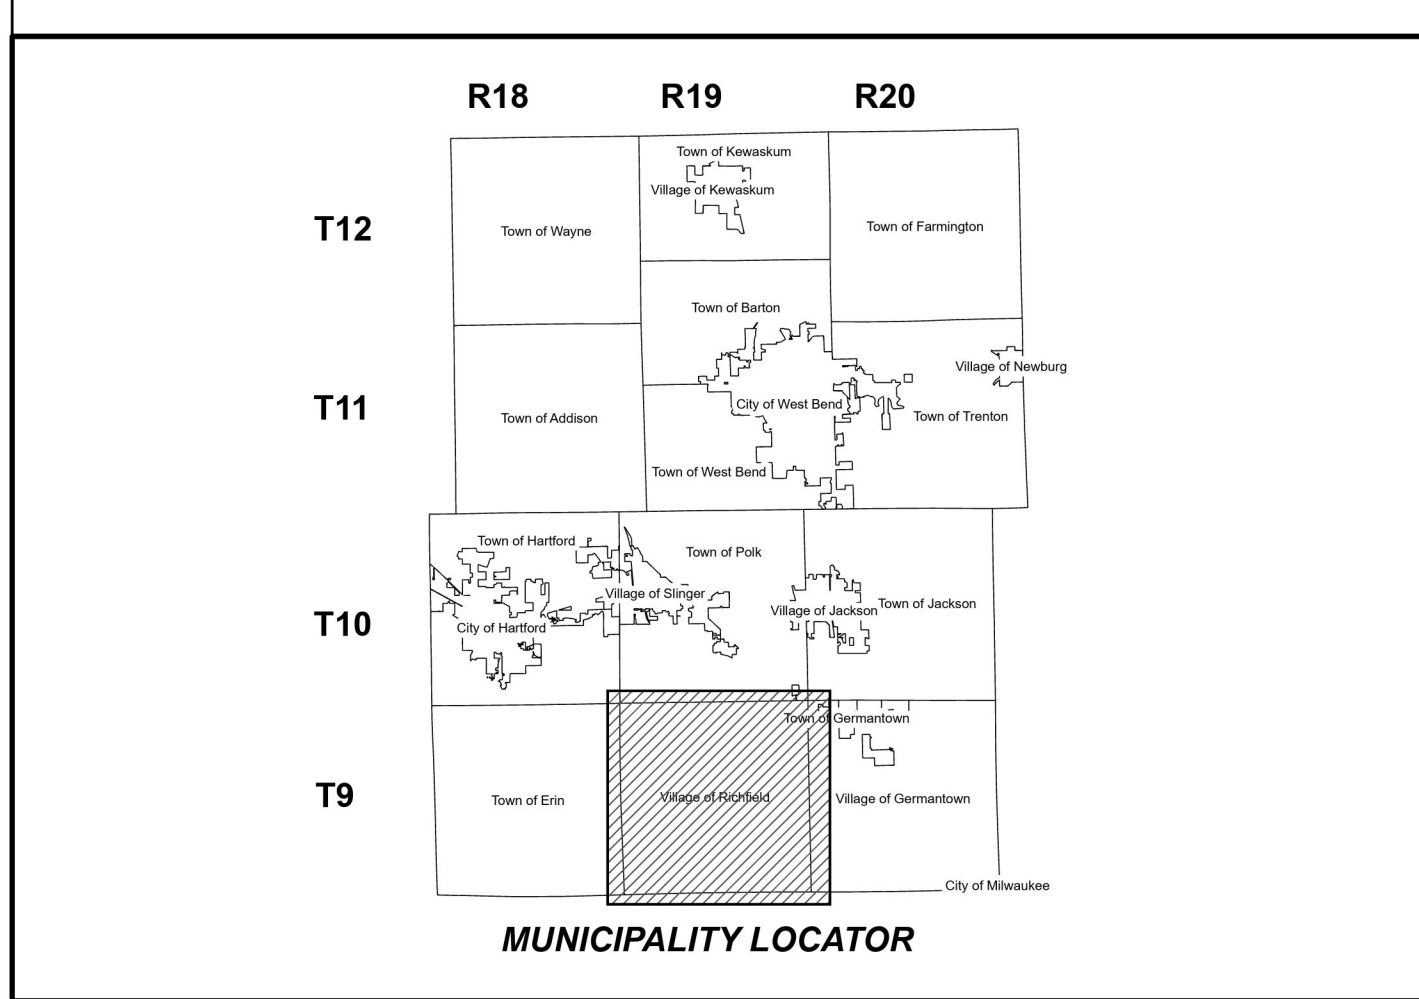 R18 R19 R20
Town of Kewaskum
Village of Kewaskum
T12
Town of Wayne
Town of Farmington
Town of Barton
Village of Newburg
T11
City of West Bend
Town of Addison
Town of Trenton
Town of West Bend
Town of Hartford
Town of Polk
Village of Slinger
Village of Jackson
Town of Jackson
T10
City of Hartford
Town of Germantown
T9
Town of Erin
Village of Richfield
Village of Germantown
City of Milwaukee
MUNICIPALITY LOCATOR